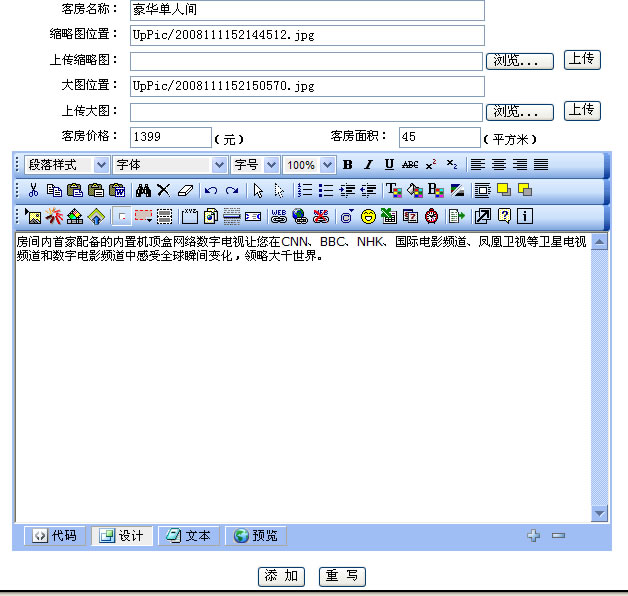 客房名称： 豪华单人间
缩略图位置： UpPic/2008111152144512.jpg
上传缩略图： 浏览... 上传
大图位置： UpPic/2008111152150570.jpg
上传大图： 浏览... 上传
客房价格： 1399 （元） 客房面积： 45 （平方米）
段落样式 字体 字号 100% B I U ABC x² x₂
房间内首家配备的内置机顶盒网络数字电视让您在CNN、BBC、NHK、国际电影频道、凤凰卫视等卫星电视
频道和数字电影频道中感受全球瞬间变化，领略大千世界。
代码 设计 文本 预览
添 加 重 写